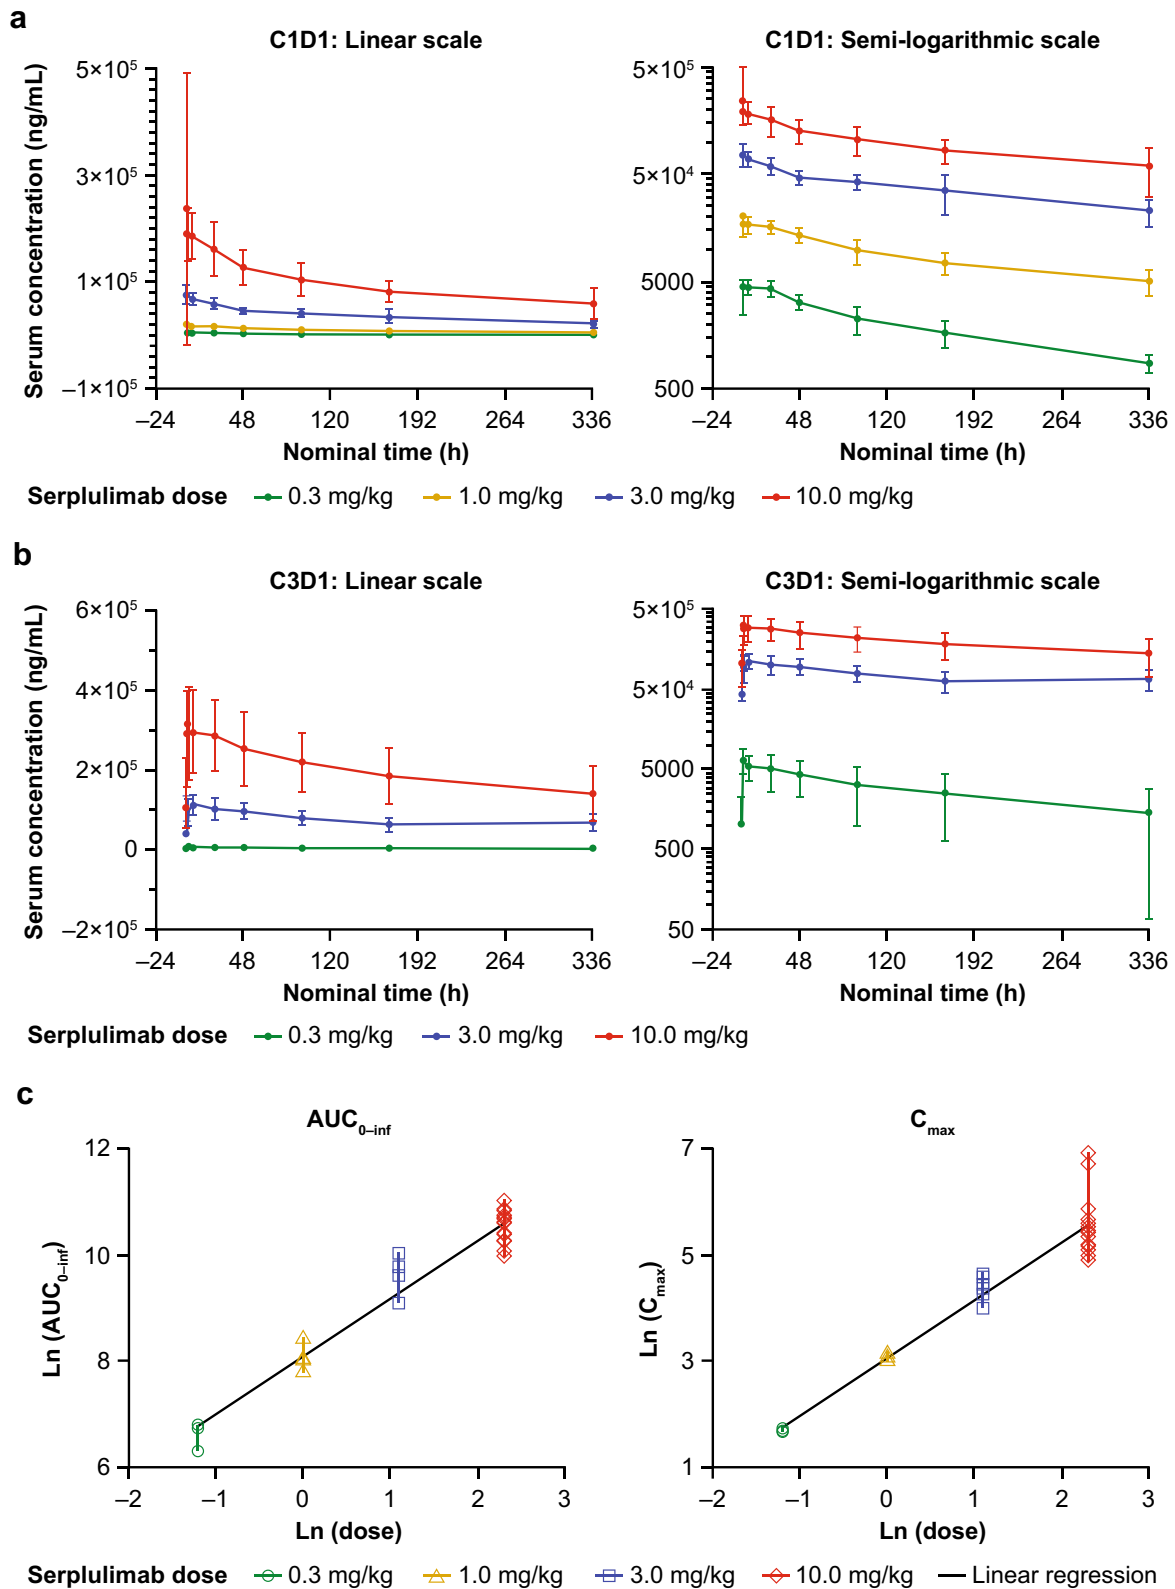 a
C1D1: Linear scale
C1D1: Semi-logarithmic scale
Serum concentration (ng/mL)
5×10⁵
3×10⁵
1×10⁵
–1×10⁵
–24 48 120 192 264 336
Nominal time (h)
5×10⁵
5×10⁴
5000
500
–24 48 120 192 264 336
Nominal time (h)
Serplulimab dose 0.3 mg/kg 1.0 mg/kg 3.0 mg/kg 10.0 mg/kg
b
C3D1: Linear scale
C3D1: Semi-logarithmic scale
Serum concentration (ng/mL)
6×10⁵
4×10⁵
2×10⁵
0
–2×10⁵
–24 48 120 192 264 336
Nominal time (h)
5×10⁵
5×10⁴
5000
500
50
–24 48 120 192 264 336
Nominal time (h)
Serplulimab dose 0.3 mg/kg 3.0 mg/kg 10.0 mg/kg
c
AUC₀₋inf
Cmax
Ln (AUC₀₋inf)
12
10
8
6
–2 –1 0 1 2 3
Ln (dose)
Ln (Cmax)
7
5
3
1
–2 –1 0 1 2 3
Ln (dose)
Serplulimab dose 0.3 mg/kg 1.0 mg/kg 3.0 mg/kg 10.0 mg/kg Linear regression